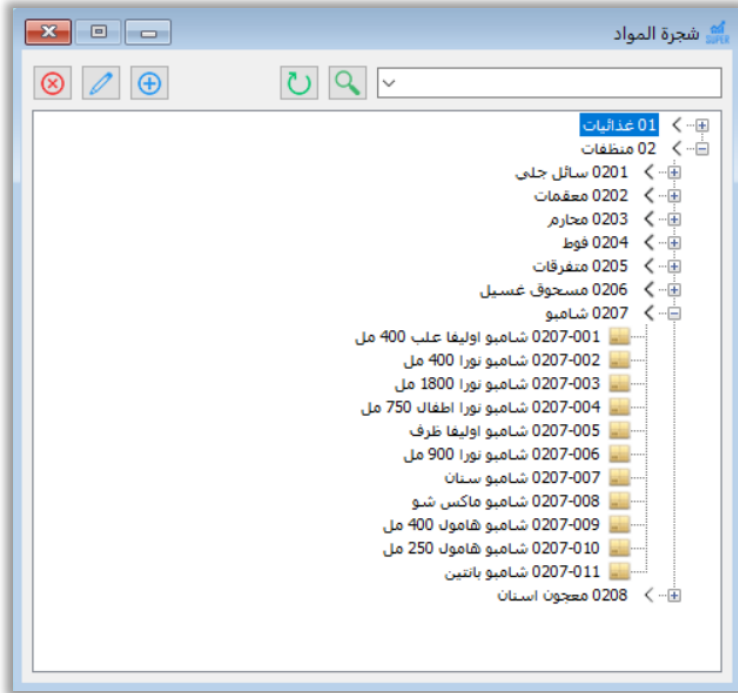 شجرة المواد
SUPER
01 غذائيات
02 منظفات
0201 سائل جلي
0202 معقمات
0203 محارم
0204 فوط
0205 متفرقات
0206 مسحوق غسيل
0207 شامبو
0207-001 شامبو اوليفا علب 400 مل
0207-002 شامبو نورا 400 مل
0207-003 شامبو نورا 1800 مل
0207-004 شامبو نورا اطفال 750 مل
0207-005 شامبو اوليفا ظرف
0207-006 شامبو نورا 900 مل
0207-007 شامبو سنان
0207-008 شامبو ماكس شو
0207-009 شامبو هامول 400 مل
0207-010 شامبو هامول 250 مل
0207-011 شامبو بانتين
0208 معجون اسنان